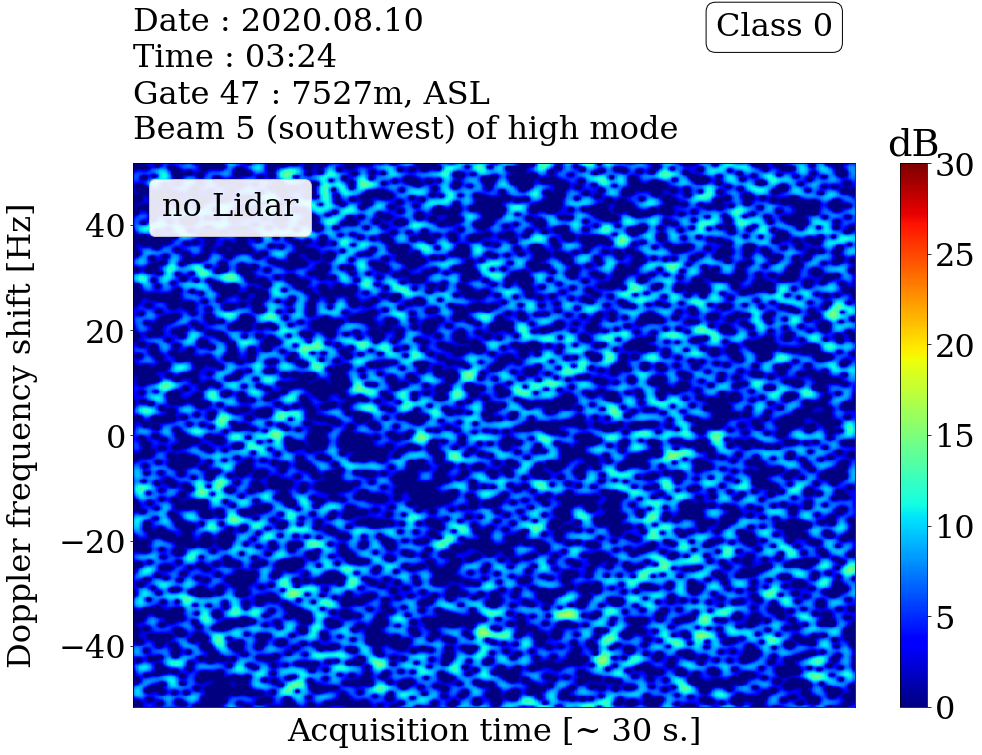 Date : 2020.08.10
Time : 03:24
Gate 47 : 7527m, ASL
Beam 5 (southwest) of high mode
Class 0
dB
no Lidar
Doppler frequency shift [Hz]
40
20
0
−20
−40
Acquisition time [~ 30 s.]
30
25
20
15
10
5
0